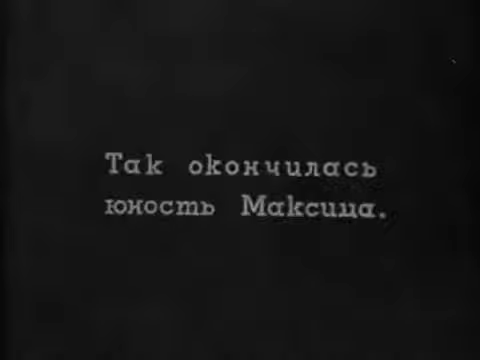 Так окончилась
юность Максима.